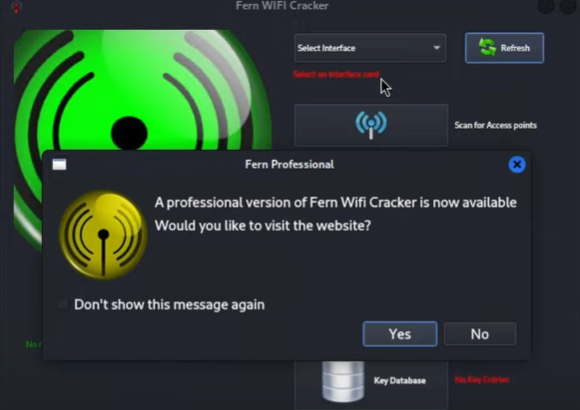 Fern WIFI Cracker
Select Interface
Refresh
Select an interface card
Scan for Access points
Fern Professional
A professional version of Fern Wifi Cracker is now available
Would you like to visit the website?
Don't show this message again
Yes
No
Key Database
No Key Entries